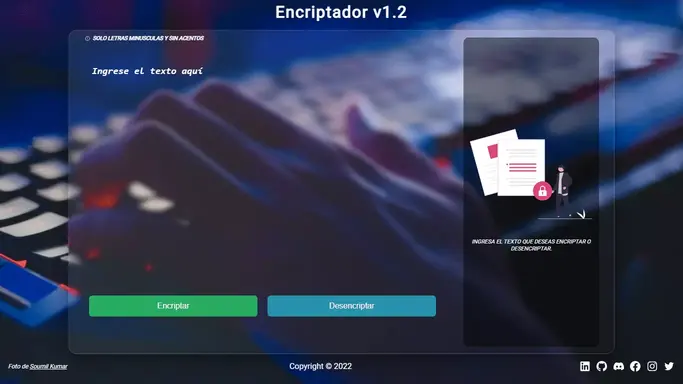 Encriptador v1.2
SOLO LETRAS MINUSCULAS Y SIN ACENTOS
Ingrese el texto aquí
INGRESA EL TEXTO QUE DESEAS ENCRIPTAR O
DESENCRIPTAR.
Encriptar
Desencriptar
Foto de Soumil Kumar
Copyright © 2022